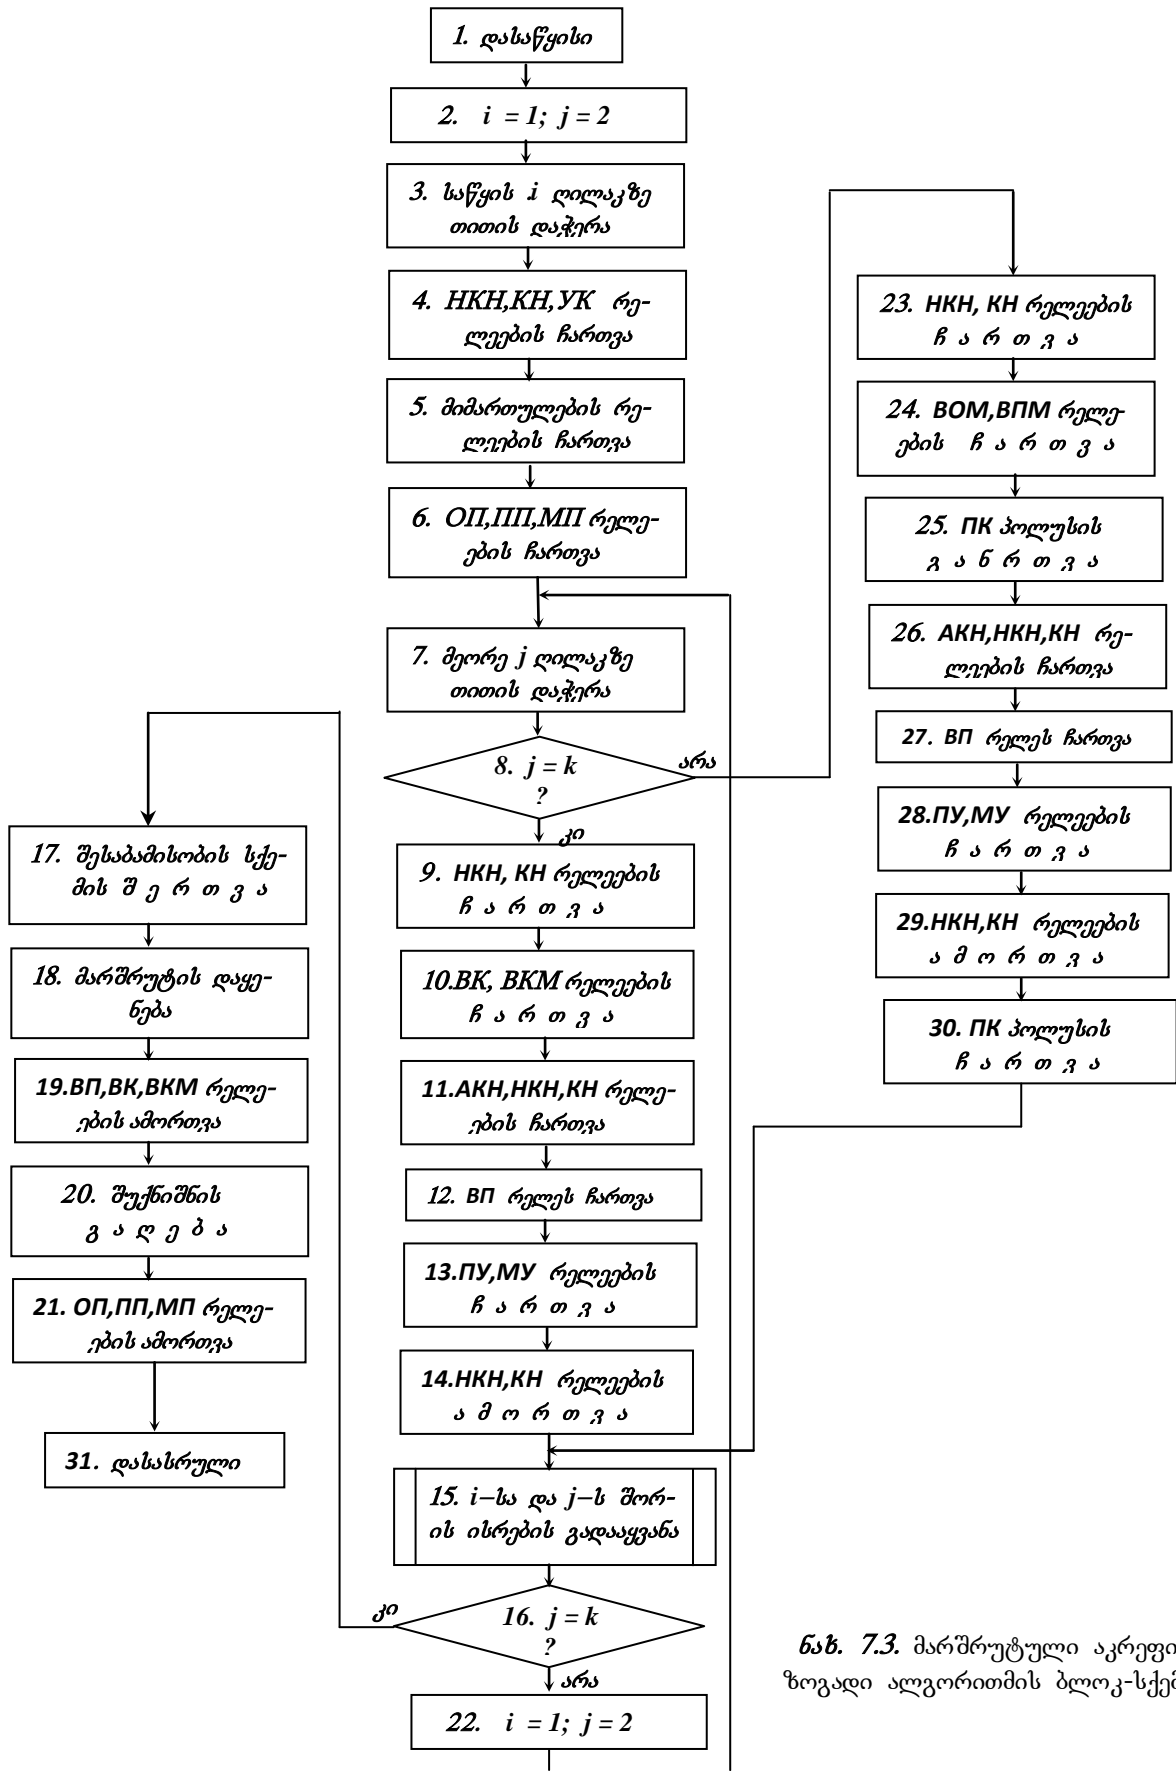 1. დასაწყისი
2. i = 1; j = 2
3. საწყის i ღილაკზე
თითის დაჭერა
4. НКН,КН,УК რე-
ლეების ჩართვა
5. მიმართულების რე-
ლეების ჩართვა
6. ОП,ПП,МП რელე-
ების ჩართვა
7. მეორე j ღილაკზე
თითის დაჭერა
8. j = k
?
არა
კი
9. НКН, КН რელეების
ჩ ა რ თ ვ ა
10.ВК, ВКМ რელეების
ჩ ა რ თ ვ ა
11.АКН,НКН,КН რელე-
ების ჩართვა
12. ВП რელეს ჩართვა
13.ПУ,МУ რელეების
ჩ ა რ თ ვ ა
14.НКН,КН რელეების
ა მ ო რ თ ვ ა
15. i–სა და j–ს შორ-
ის ისრების გადააყვანა
16. j = k
?
კი
არა
22. i = 1; j = 2
17. შესაბამისობის სქე-
მის შ ე რ თ ვ ა
18. მარშრუტის დაყე-
ნება
19.ВП,ВК,ВКМ რელე-
ების ამორთვა
20. შუქნიშნის
გ ა ღ ე ბ ა
21. ОП,ПП,МП რელე-
ების ამორთვა
31. დასასრული
23. НКН, КН რელეების
ჩ ა რ თ ვ ა
24. ВОМ,ВПМ რელე-
ების ჩ ა რ თ ვ ა
25. ПК პოლუსის
გ ა ნ რ თ ვ ა
26. АКН,НКН,КН რე-
ლეების ჩართვა
27. ВП რელეს ჩართვა
28.ПУ,МУ რელეების
ჩ ა რ თ ვ ა
29.НКН,КН რელეების
ა მ ო რ თ ვ ა
30. ПК პოლუსის
ჩ ა რ თ ვ ა
ნახ. 7.3. მარშრუტული აკრეფი
ზოგადი ალგორითმის ბლოკ-სქემ